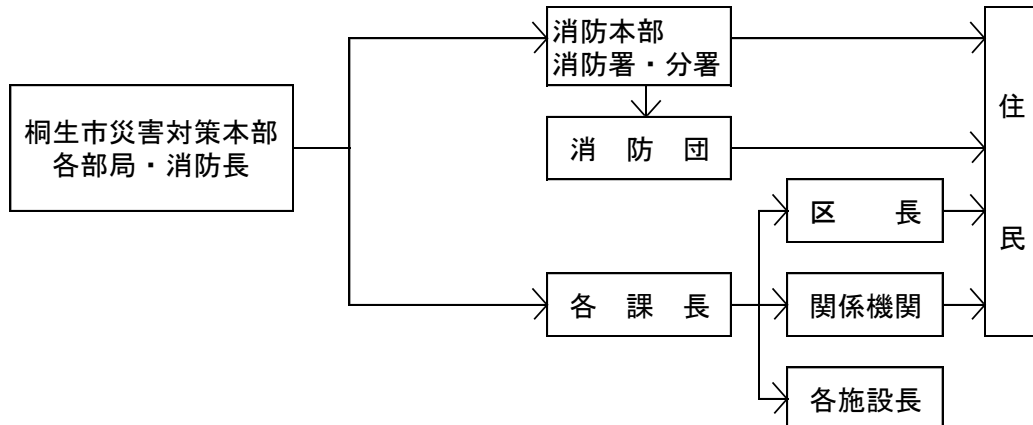 桐生市災害対策本部
各部局・消防長
消防本部
消防署・分署
消防団
各課長
区長
関係機関
各施設長
住民